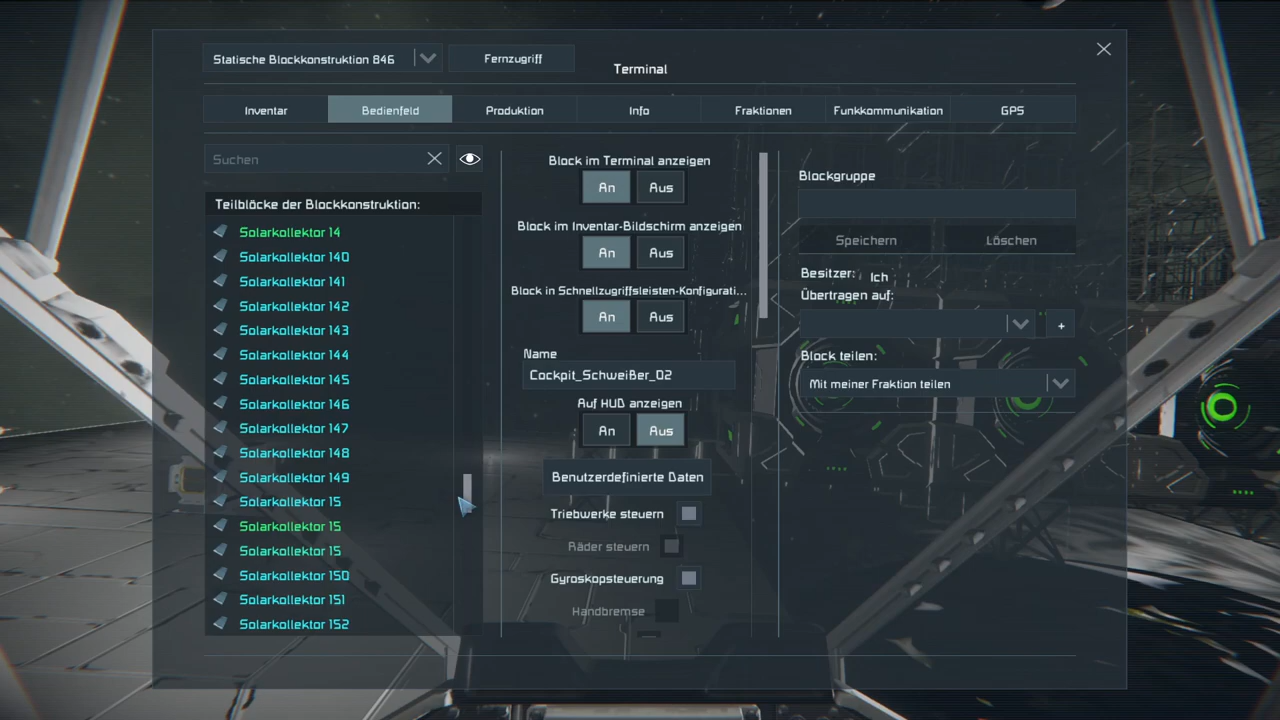 Statische Blockkonstruktion 846
Fernzugriff
Terminal
Inventar
Bedienfeld
Produktion
Info
Fraktionen
Funkkommunikation
GPS
Suchen
Teilblöcke der Blockkonstruktion:
Solarkollektor 14
Solarkollektor 140
Solarkollektor 141
Solarkollektor 142
Solarkollektor 143
Solarkollektor 144
Solarkollektor 145
Solarkollektor 146
Solarkollektor 147
Solarkollektor 148
Solarkollektor 149
Solarkollektor 15
Solarkollektor 15
Solarkollektor 15
Solarkollektor 150
Solarkollektor 151
Solarkollektor 152
Block im Terminal anzeigen
An Aus
Block im Inventar-Bildschirm anzeigen
An Aus
Block in Schnellzugriffsleisten-Konfigurati...
An Aus
Name
Cockpit_Schweißer_02
Auf HUD anzeigen
An Aus
Benutzerdefinierte Daten
Triebwerke steuern
Räder steuern
Gyroskopsteuerung
Handbremse
Blockgruppe
Speichern
Löschen
Besitzer: Ich
Übertragen auf:
+
Block teilen:
Mit meiner Fraktion teilen